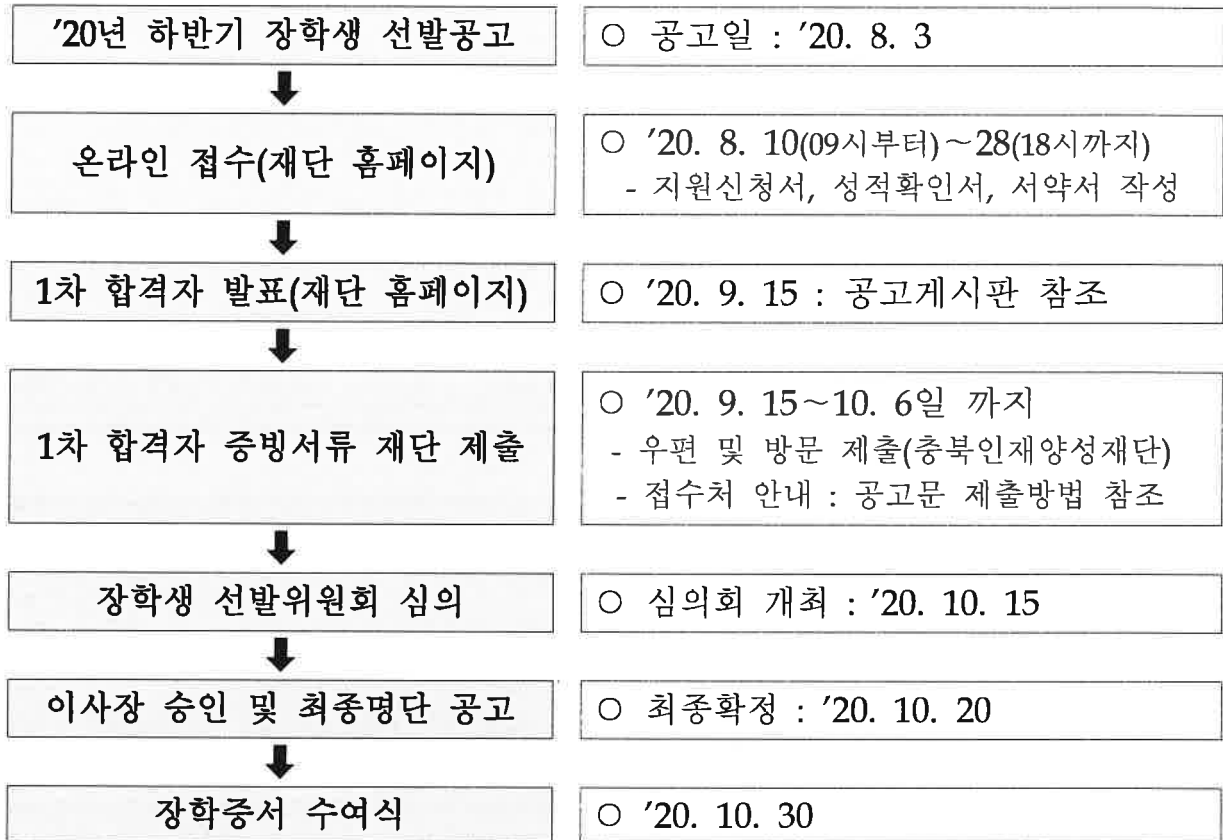 '20년 하반기 장학생 선발공고
○ 공고일 : '20. 8. 3
온라인 접수(재단 홈페이지)
○ '20. 8. 10(09시부터)~28(18시까지)
- 지원신청서, 성적확인서, 서약서 작성
1차 합격자 발표(재단 홈페이지)
○ '20. 9. 15 : 공고게시판 참조
1차 합격자 증빙서류 재단 제출
○ '20. 9. 15~10. 6일 까지
- 우편 및 방문 제출(충북인재양성재단)
- 접수처 안내 : 공고문 제출방법 참조
장학생 선발위원회 심의
○ 심의회 개최 : '20. 10. 15
이사장 승인 및 최종명단 공고
○ 최종확정 : '20. 10. 20
장학증서 수여식
○ '20. 10. 30